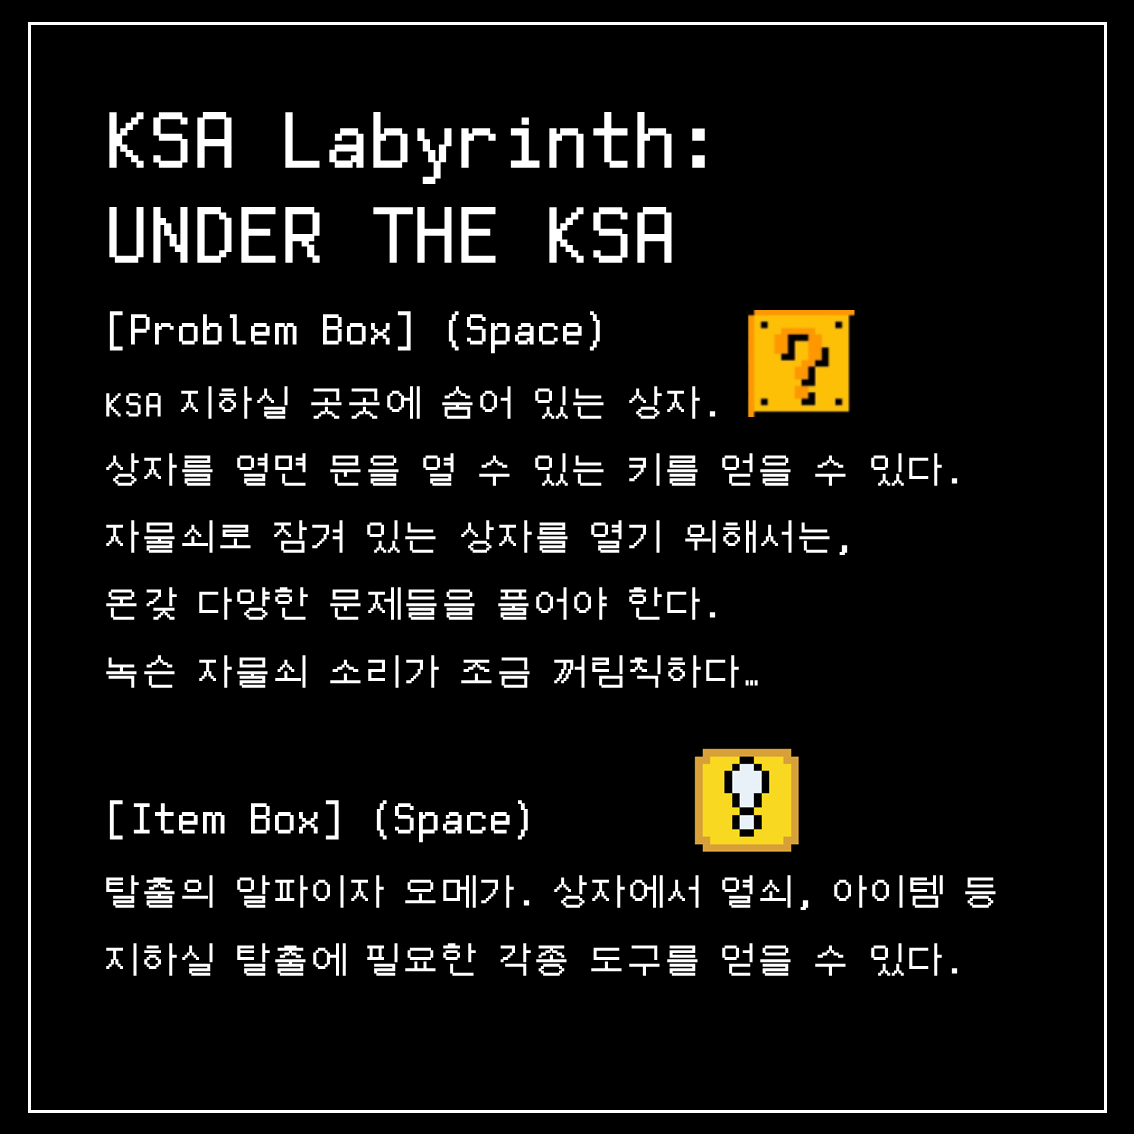 KSA Labyrinth:
UNDER THE KSA
[Problem Box] (Space)
KSA 지하실 곳곳에 숨어 있는 상자.
상자를 열면 문을 열 수 있는 키를 얻을 수 있다.
자물쇠로 잠겨 있는 상자를 열기 위해서는,
온갖 다양한 문제들을 풀어야 한다.
녹슨 자물쇠 소리가 조금 꺼림칙하다…
[Item Box] (Space)
탈출의 알파이자 오메가. 상자에서 열쇠, 아이템 등
지하실 탈출에 필요한 각종 도구를 얻을 수 있다.